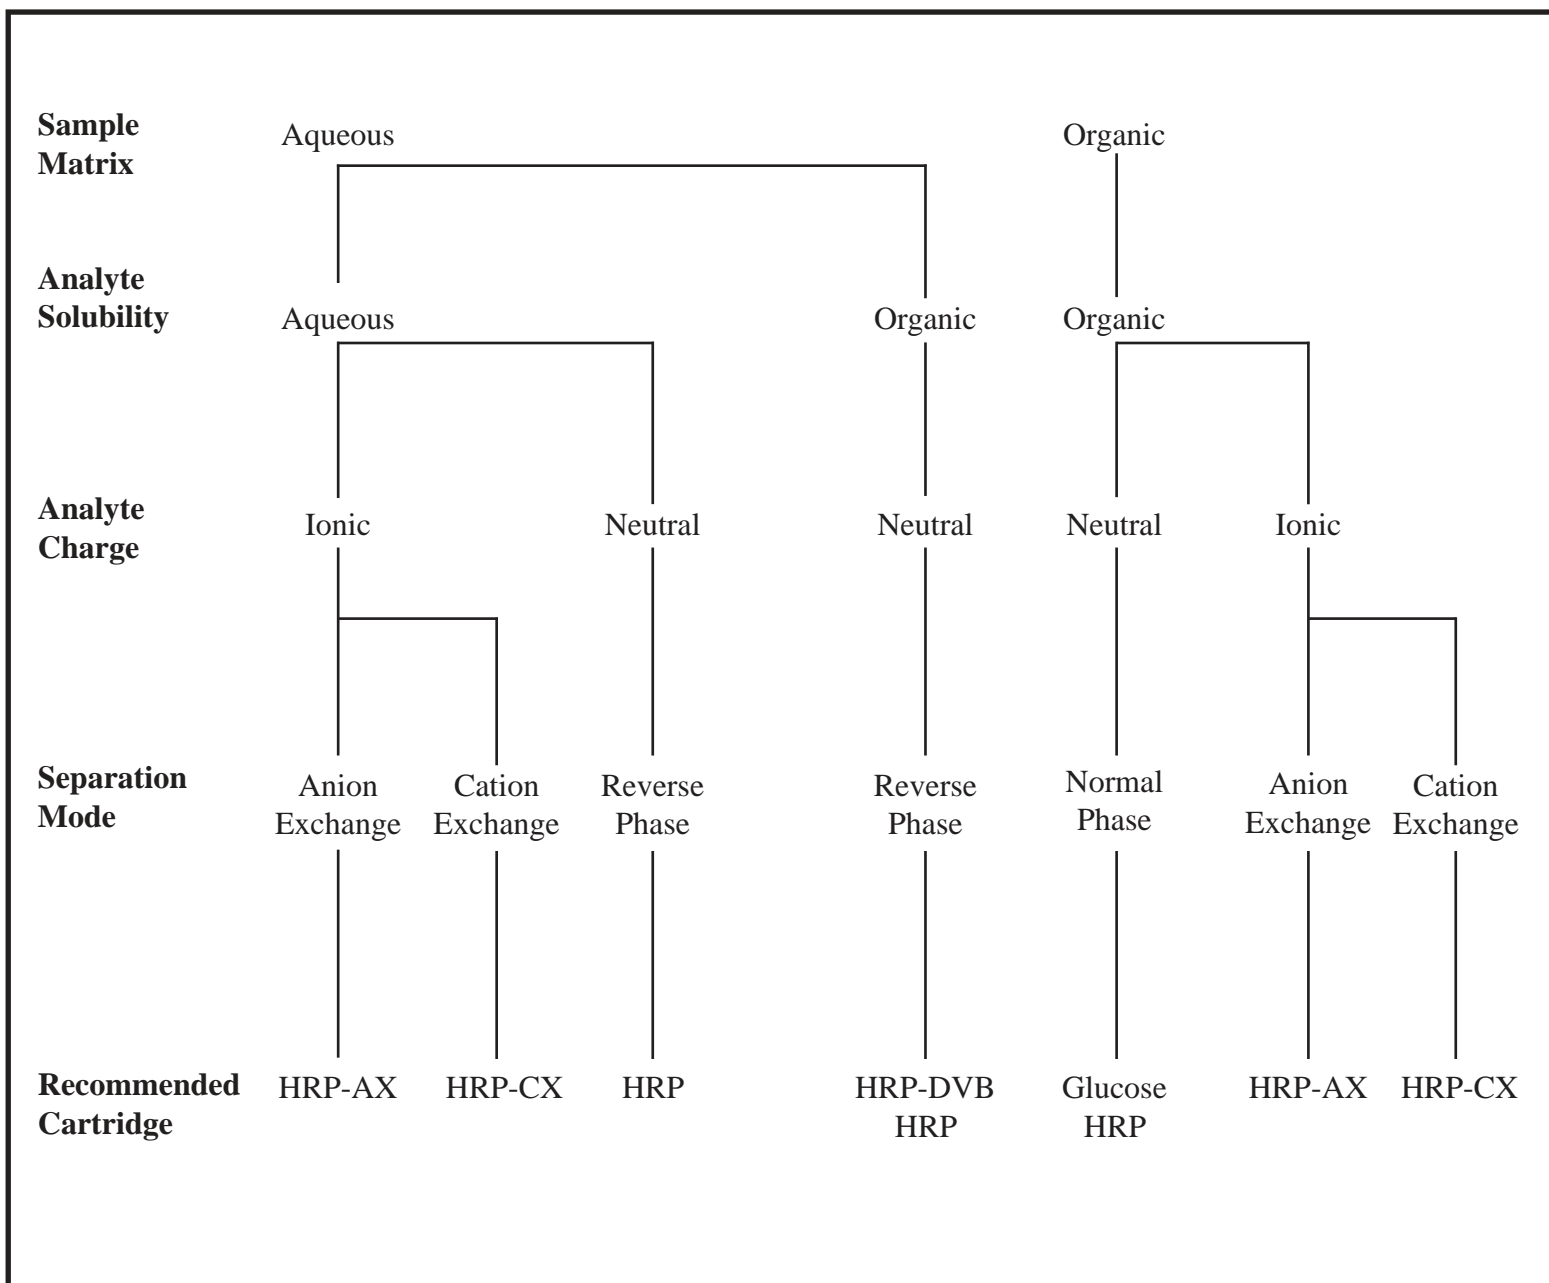 Sample
Matrix
Aqueous
Organic
Analyte
Solubility
Aqueous
Organic
Organic
Analyte
Charge
Ionic
Neutral
Neutral
Neutral
Ionic
Separation
Mode
Anion
Exchange
Cation
Exchange
Reverse
Phase
Reverse
Phase
Normal
Phase
Anion
Exchange
Cation
Exchange
Recommended
Cartridge
HRP-AX
HRP-CX
HRP
HRP-DVB
HRP
Glucose
HRP
HRP-AX
HRP-CX